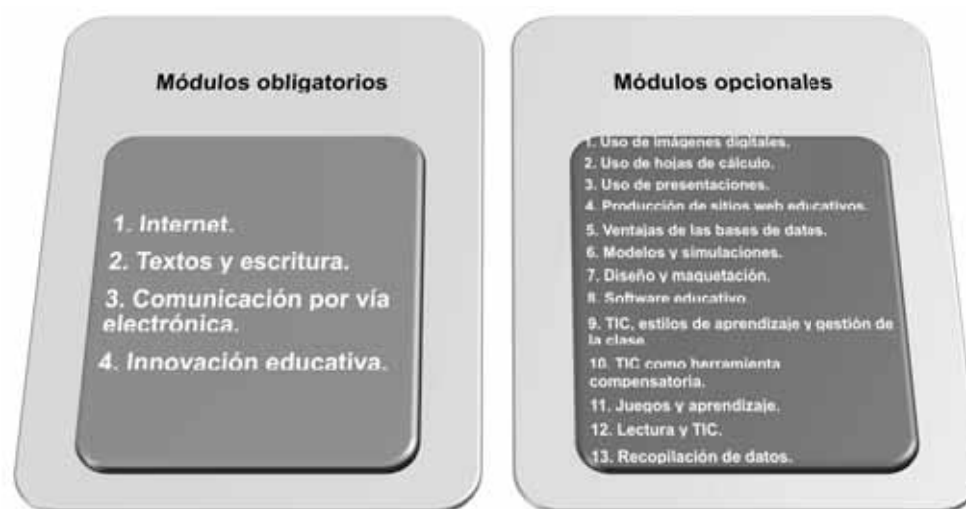 Módulos obligatorios
1. Internet.
2. Textos y escritura.
3. Comunicación por vía
electrónica.
4. Innovación educativa.
Módulos opcionales
1. Uso de imágenes digitales.
2. Uso de hojas de cálculo.
3. Uso de presentaciones.
4. Producción de sitios web educativos.
5. Ventajas de las bases de datos.
6. Modelos y simulaciones.
7. Diseño y maquetación.
8. Software educativo
9. TIC, estilos de aprendizaje y gestión de
la clase
10. TIC como herramienta
compensatoria.
11. Juegos y aprendizaje.
12. Lectura y TIC.
13. Recopilación de datos.